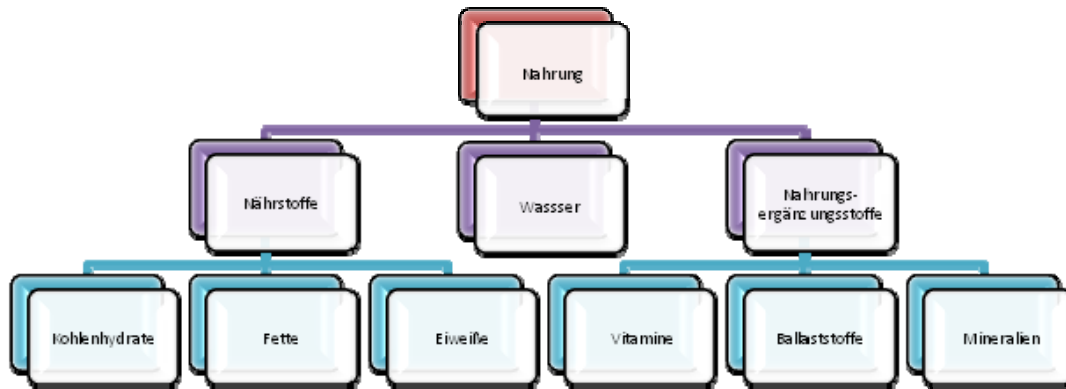 Nahrung
Nährstoffe
Wassser
Nahrungs-
ergänzungsstoffe
Kohlenhydrate
Fette
Eiweiße
Vitamine
Ballaststoffe
Mineralien